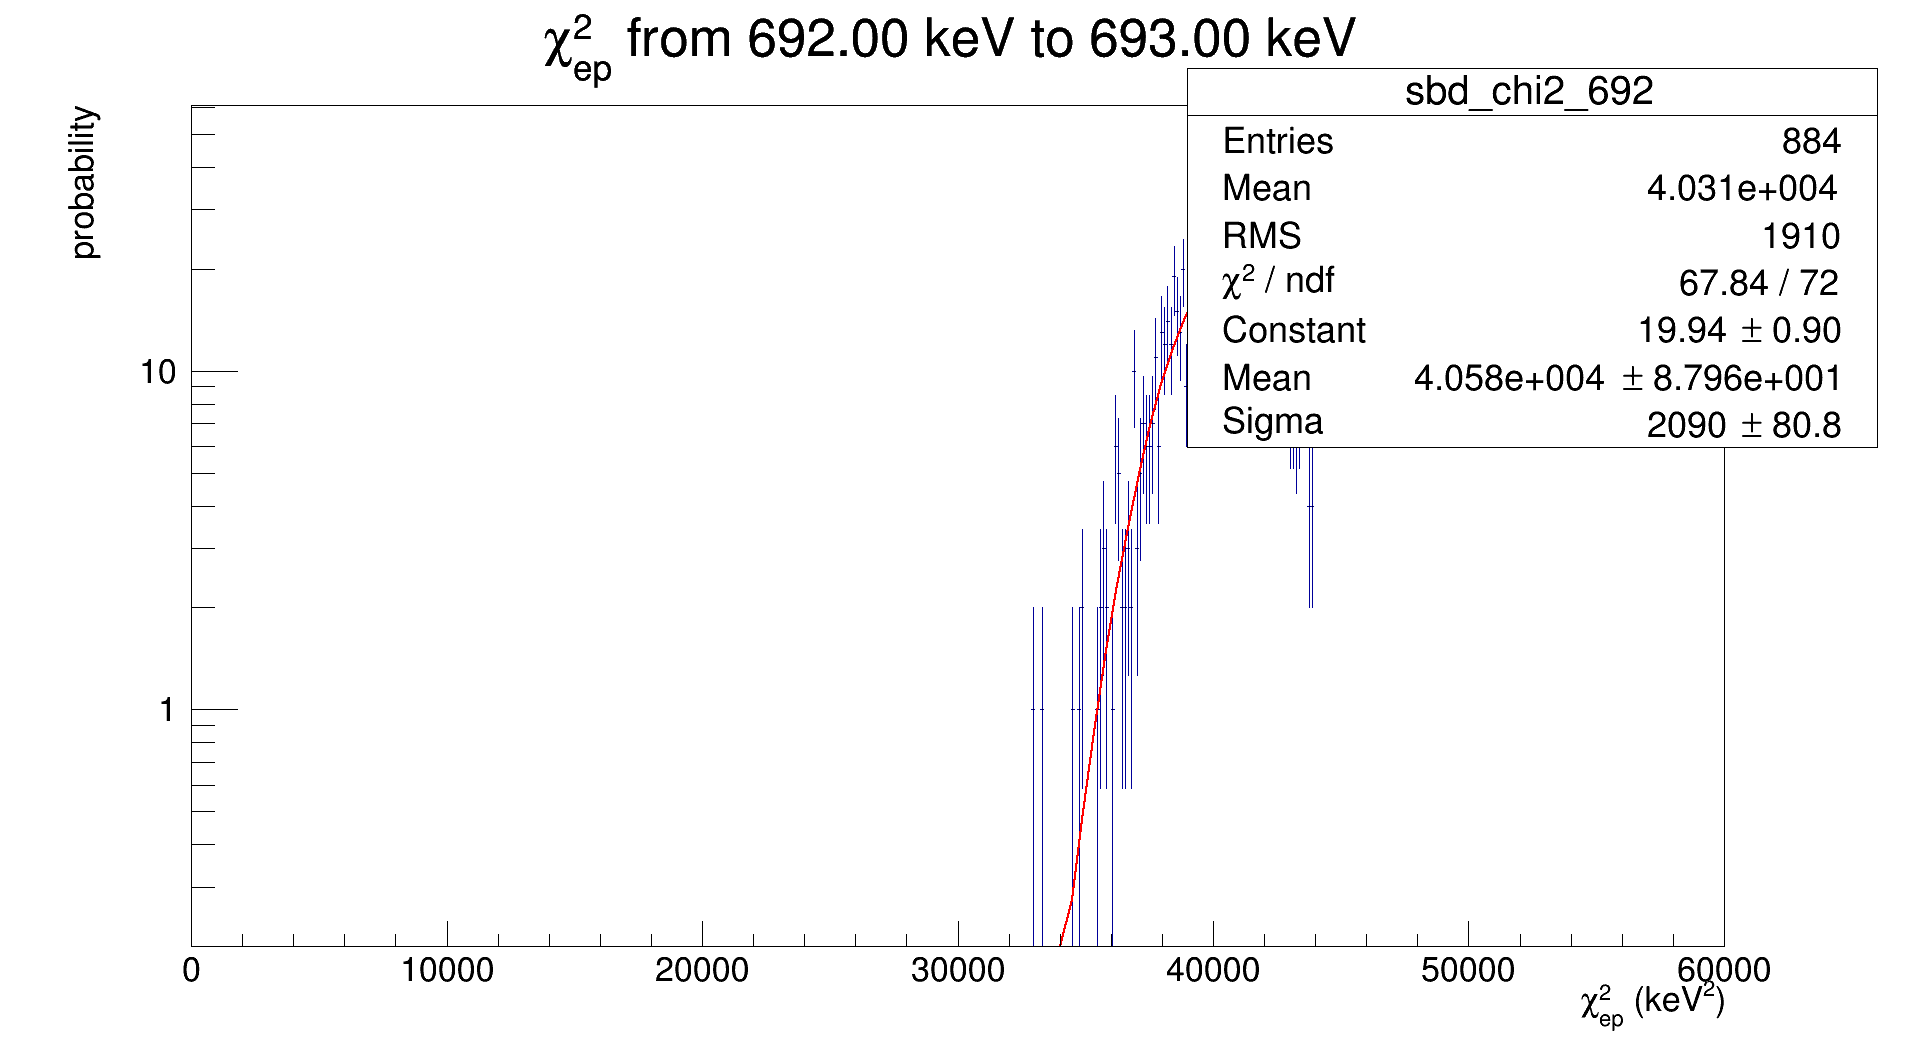 χ²ep from 692.00 keV to 693.00 keV
probability
sbd_chi2_692
Entries 884
Mean 4.031e+004
RMS 1910
χ² / ndf 67.84 / 72
Constant 19.94 ± 0.90
Mean 4.058e+004 ± 8.796e+001
Sigma 2090 ± 80.8
10
1
0 10000 20000 30000 40000 50000 60000
χ²ep (keV²)